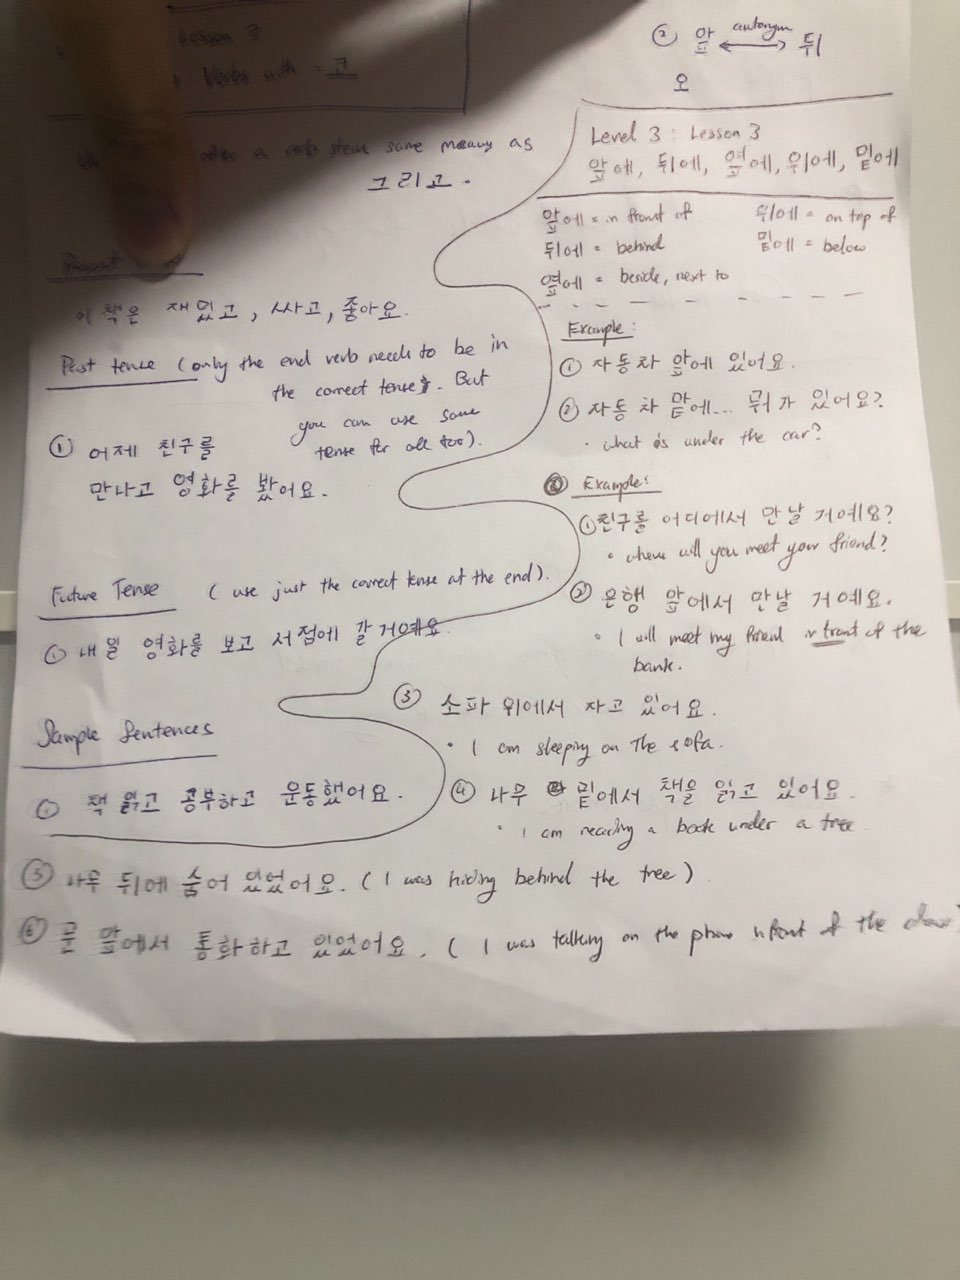 Lesson
Verbs with - 고
a verb stem same meaning as
그리고.
이 책은 재밌고, 싸고, 좋아요.
Past tense (only the end verb needs to be in
the correct tense. But
you can use same
tense for all too).
① 어제 친구를
만나고 영화를 봤어요.
Future Tense (use just the correct tense at the end).
① 내일 영화를 보고 서점에 갈 거예요.
Sample Sentences
① 책 읽고 공부하고 운동했어요.
② 앞 ↔ 뒤
antonym
오
Level 3: Lesson 3
앞에, 뒤에, 옆에, 위에, 밑에
앞에 = in front of 위에 = on top of
뒤에 = behind 밑에 = below
옆에 = beside, next to
Example:
① 자동차 앞에 있어요.
② 자동차 맡에... 뭐가 있어요?
• what is under the car?
Example:
① 친구를 어디에서 만날 거예요?
• where will you meet your friend?
② 은행 앞에서 만날 거예요.
• I will meet my friend in front of the
bank.
③ 소파 위에서 자고 있어요.
• I am sleeping on The sofa.
④ 나무 밑에서 책을 읽고 있어요.
• I am reading a book under a tree
⑤ 나무 뒤에 숨어 있었어요. (I was hiding behind the tree)
⑥ 문 앞에서 통화하고 있었어요. (I was talking on the phone infront of the